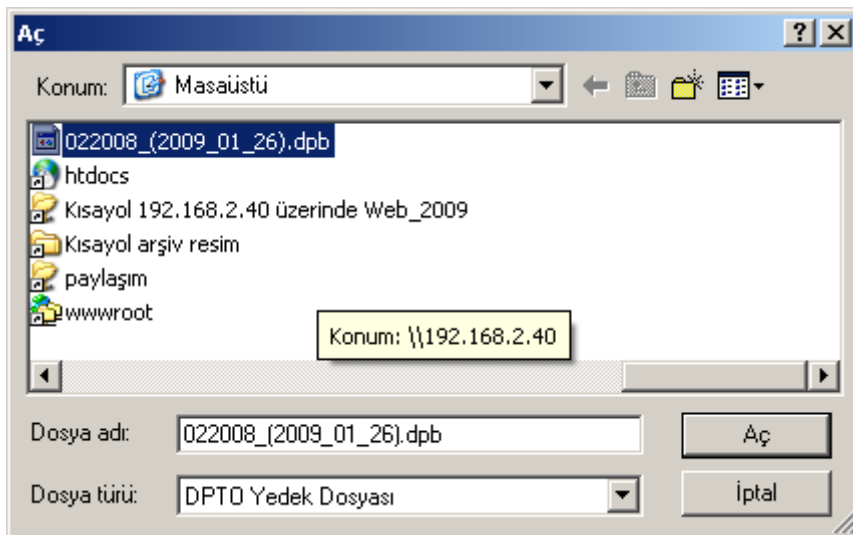 Aç
Konum: Masaüstü
022008_(2009_01_26).dpb
htdocs
Kısayol 192.168.2.40 üzerinde Web_2009
Kısayol arşiv resim
paylaşım
wwwroot
Konum: \\192.168.2.40
Dosya adı: 022008_(2009_01_26).dpb Aç
Dosya türü: DPTO Yedek Dosyası İptal